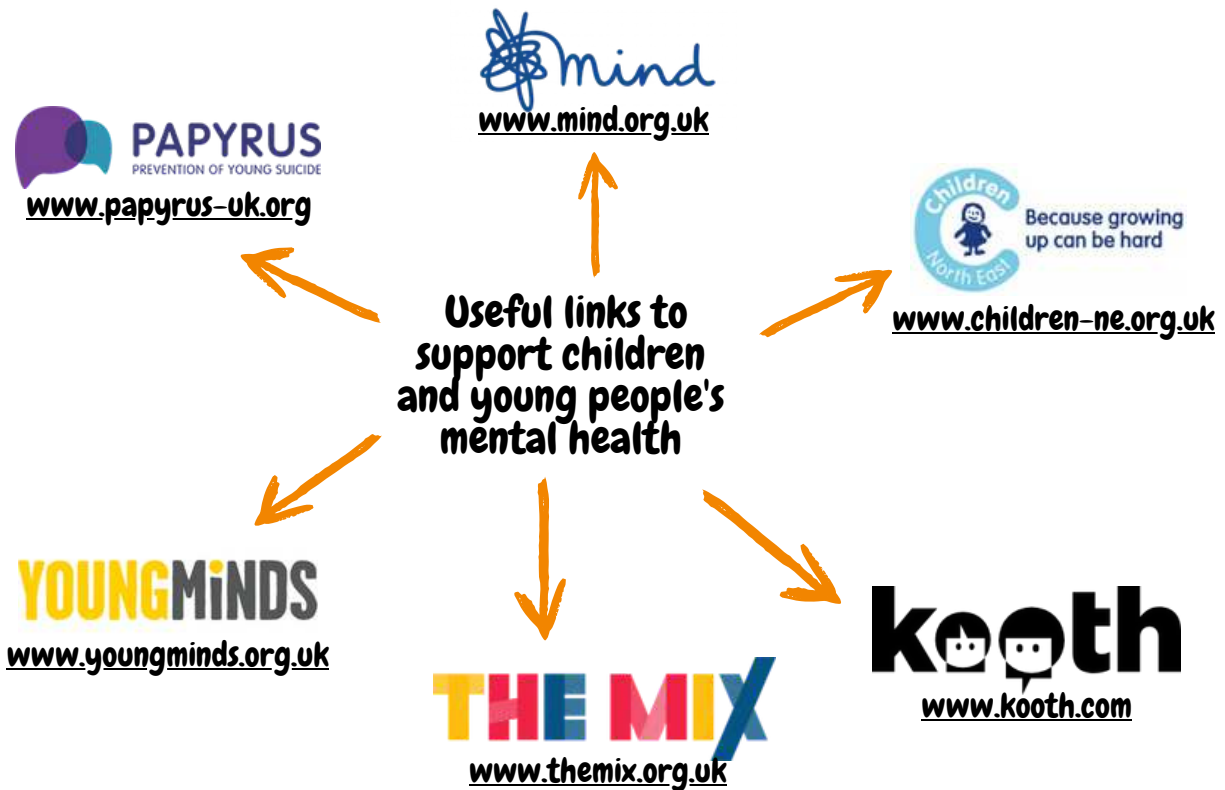 mind
www.mind.org.uk
PAPYRUS
PREVENTION OF YOUNG SUICIDE
www.papyrus-uk.org
Children
North East
Because growing
up can be hard
www.children-ne.org.uk
Useful links to
support children
and young people's
mental health
YOUNGMiNDS
www.youngminds.org.uk
THE MIX
www.themix.org.uk
kooth
www.kooth.com